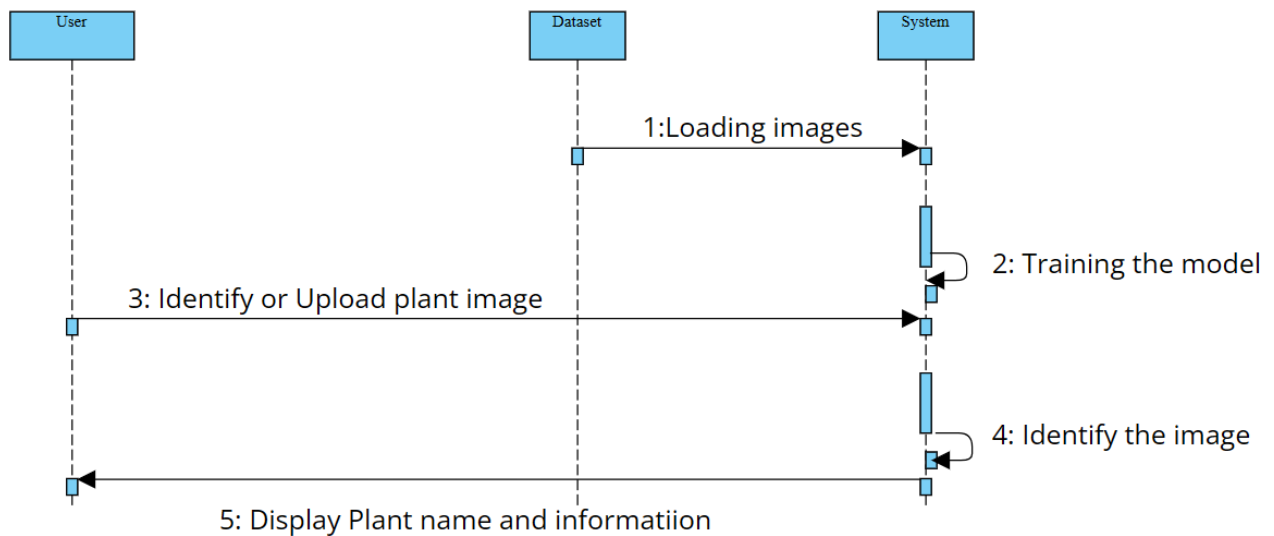 User
Dataset
System
1:Loading images
2: Training the model
3: Identify or Upload plant image
4: Identify the image
5: Display Plant name and informatiion